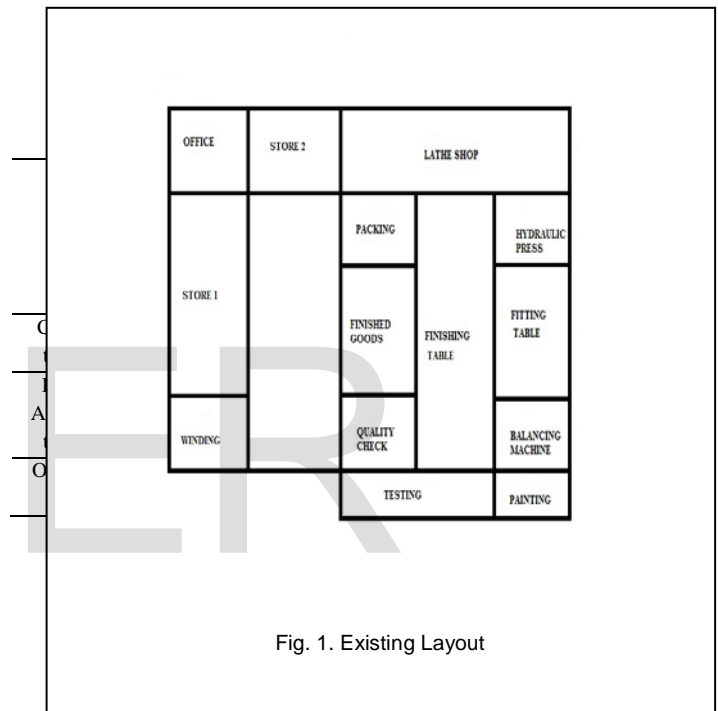 OFFICE
STORE 2
LATHE SHOP
PACKING
HYDRAULIC
PRESS
STORE 1
FINISHED
GOODS
FINISHING
TABLE
FITTING
TABLE
WINDING
QUALITY
CHECK
BALANCING
MACHINE
TESTING
PAINTING
C
t
A
t
O
ER
Fig. 1. Existing Layout